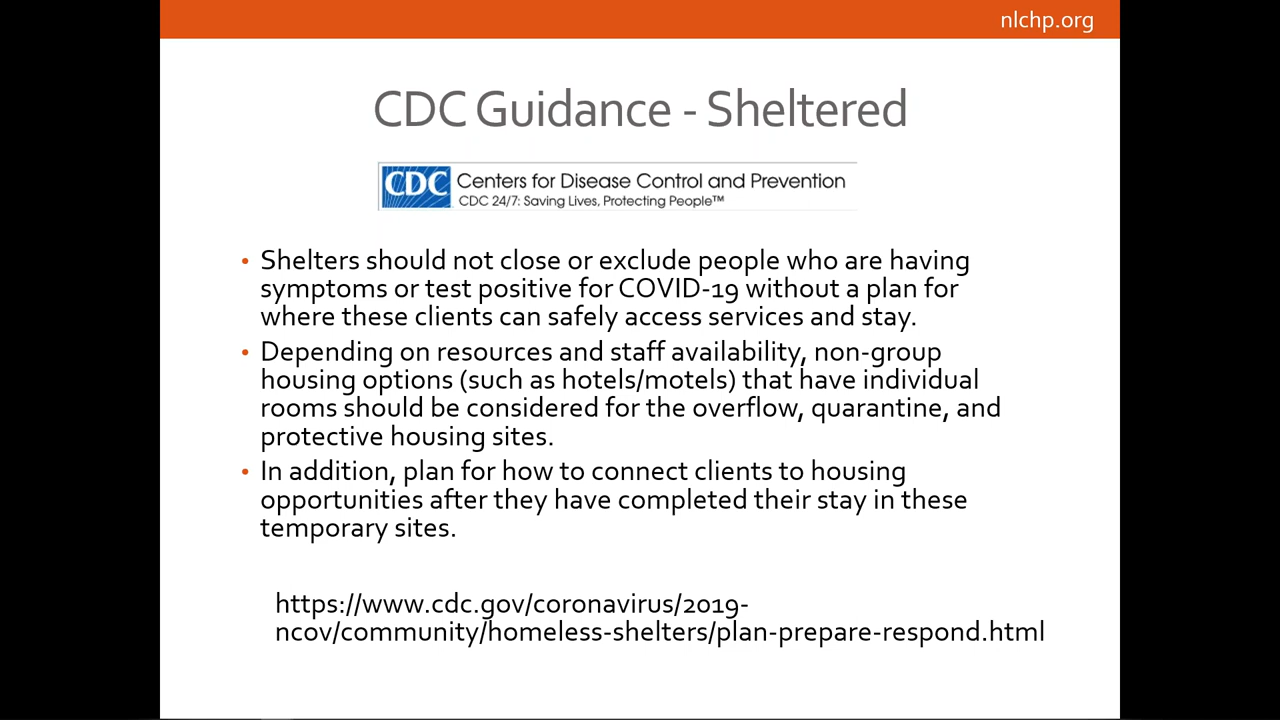 nlchp.org
CDC Guidance - Sheltered
CDC Centers for Disease Control and Prevention
CDC 24/7: Saving Lives, Protecting People™
• Shelters should not close or exclude people who are having
symptoms or test positive for COVID-19 without a plan for
where these clients can safely access services and stay.
• Depending on resources and staff availability, non-group
housing options (such as hotels/motels) that have individual
rooms should be considered for the overflow, quarantine, and
protective housing sites.
• In addition, plan for how to connect clients to housing
opportunities after they have completed their stay in these
temporary sites.
https://www.cdc.gov/coronavirus/2019-
ncov/community/homeless-shelters/plan-prepare-respond.html